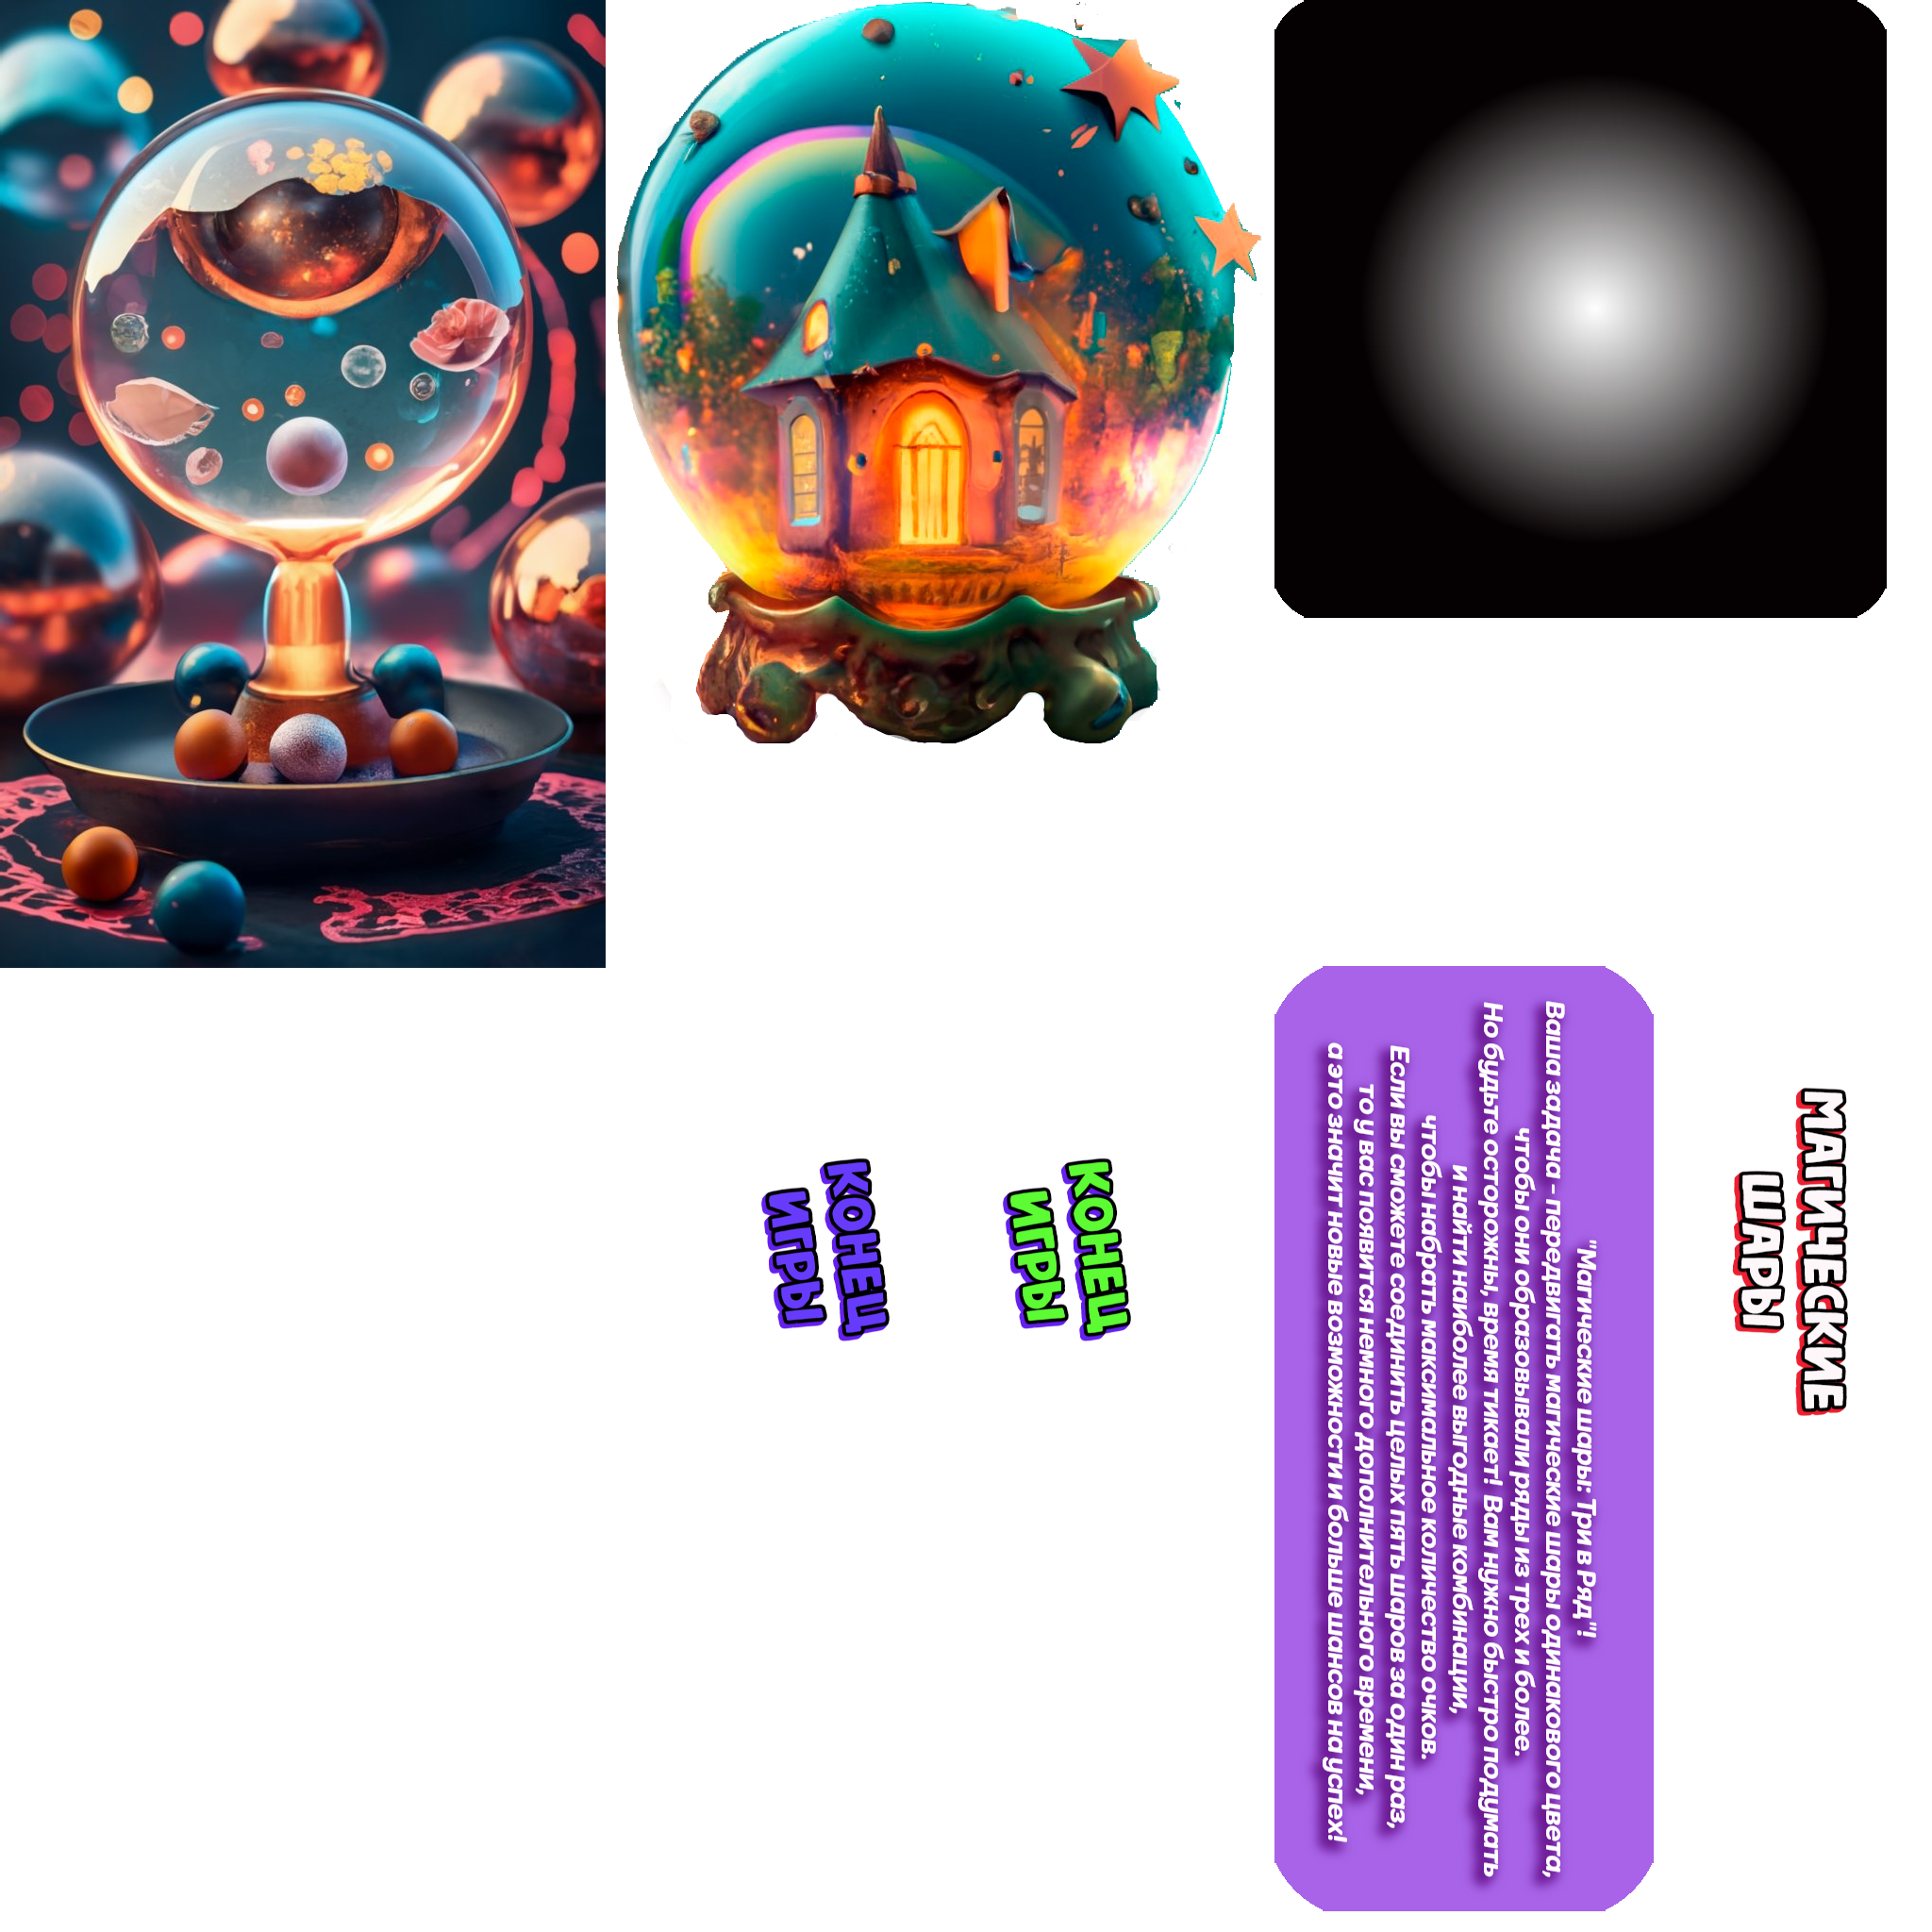 МАГИЧЕСКИЕ
ШАРЫ
"Магические шары: Три в Ряд"!
Ваша задача - передвигать магические шары одинакового цвета,
чтобы они образовывали ряды из трех и более.
Но будьте осторожны, время тикает! Вам нужно быстро подумать
и найти наиболее выгодные комбинации,
чтобы набрать максимальное количество очков.
Если вы сможете соединить целых пять шаров за один раз,
то у вас появится немного дополнительного времени,
а это значит новые возможности и больше шансов на успех!
КОНЕЦ
ИГРЫ
КОНЕЦ
ИГРЫ